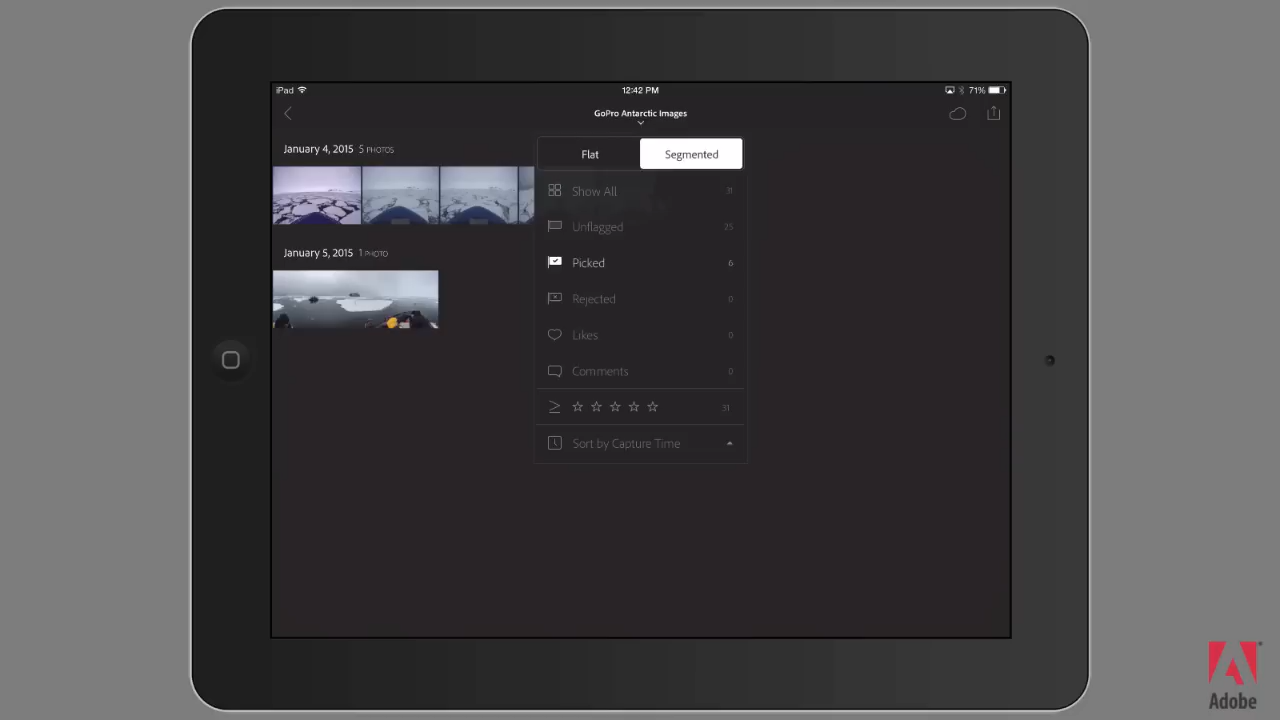 iPad 12:42 PM 71%
GoPro Antarctic Images
January 4, 2015 5 PHOTOS
Flat Segmented
Show All 31
Unflagged 25
January 5, 2015 1 PHOTO
Picked 6
Rejected 0
Likes 0
Comments 0
≥ ☆ ☆ ☆ ☆ ☆ 31
Sort by Capture Time
Adobe